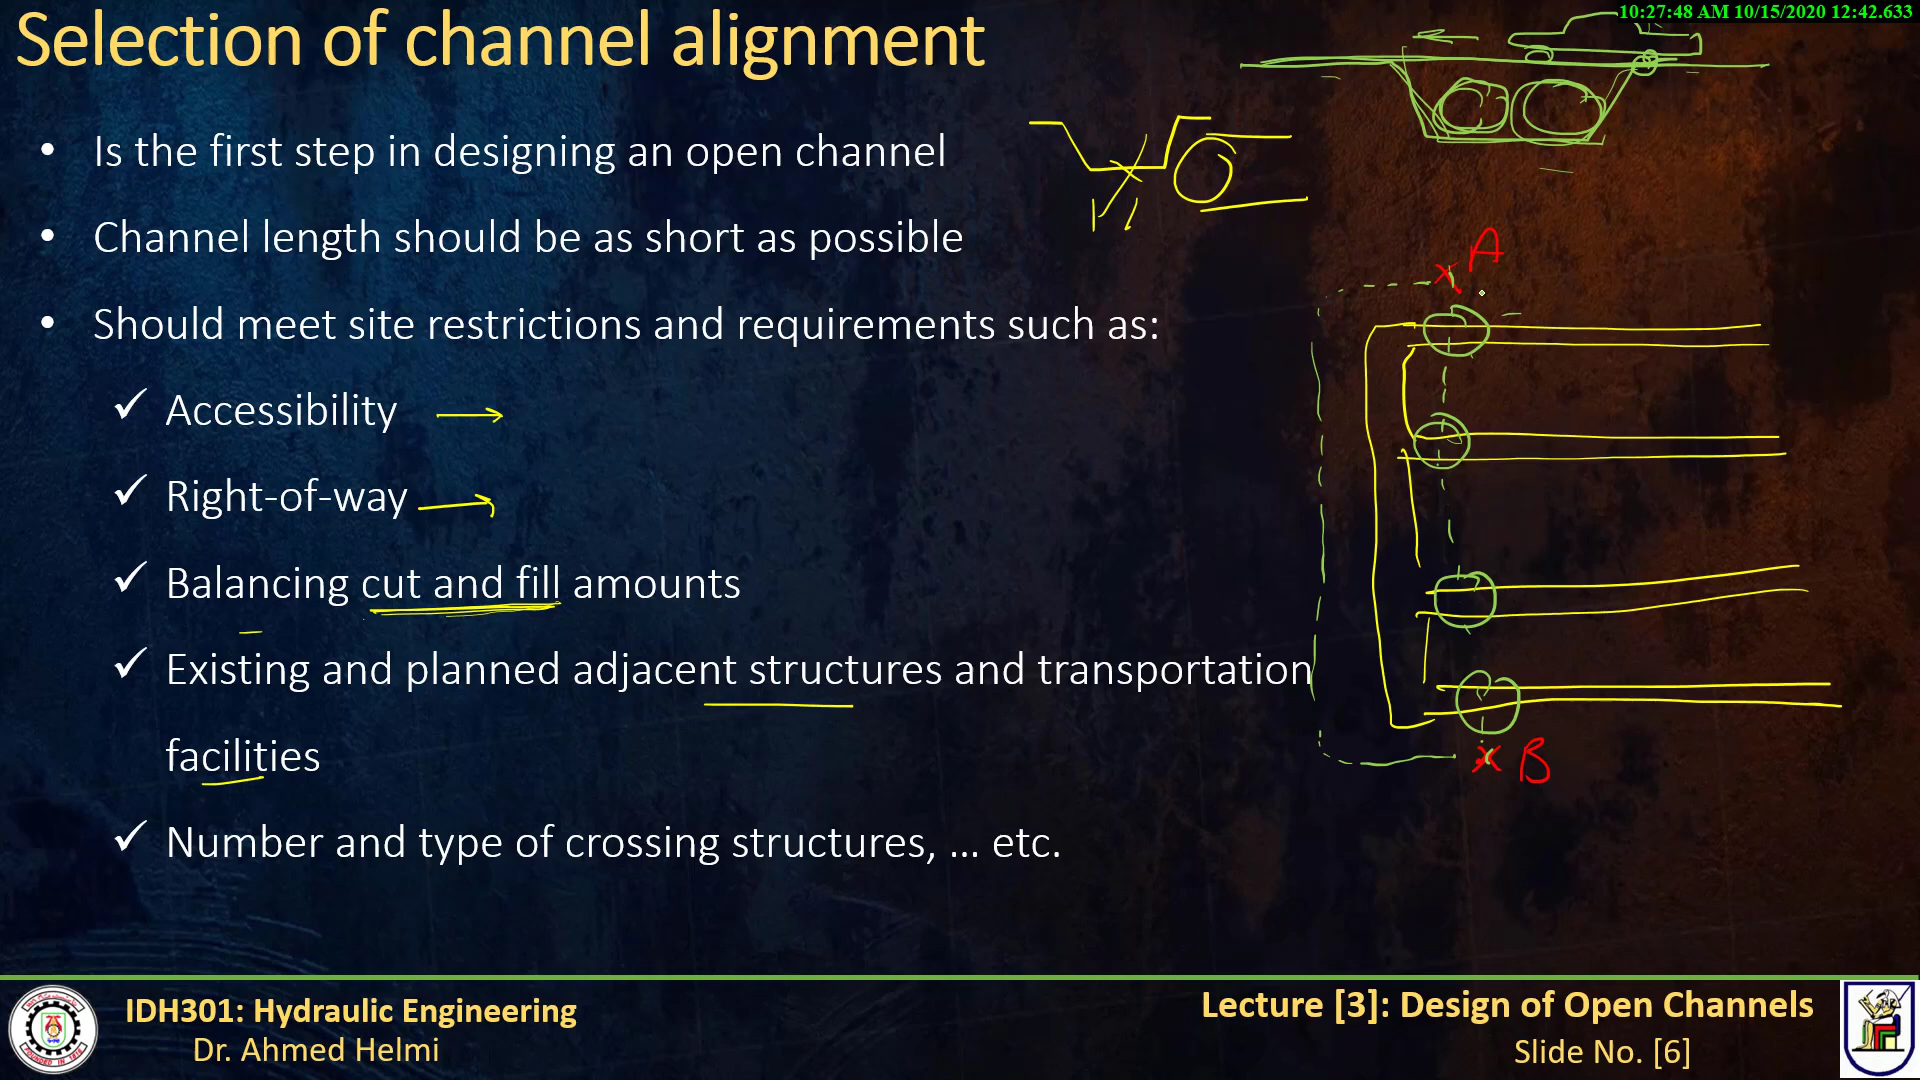 10:27:48 AM 10/15/2020 12:42.633
Selection of channel alignment
• Is the first step in designing an open channel
• Channel length should be as short as possible
• Should meet site restrictions and requirements such as:
✓ Accessibility
✓ Right-of-way
✓ Balancing cut and fill amounts
✓ Existing and planned adjacent structures and transportation
facilities
✓ Number and type of crossing structures, … etc.
A
B
IDH301: Hydraulic Engineering
Dr. Ahmed Helmi
Lecture [3]: Design of Open Channels
Slide No. [6]